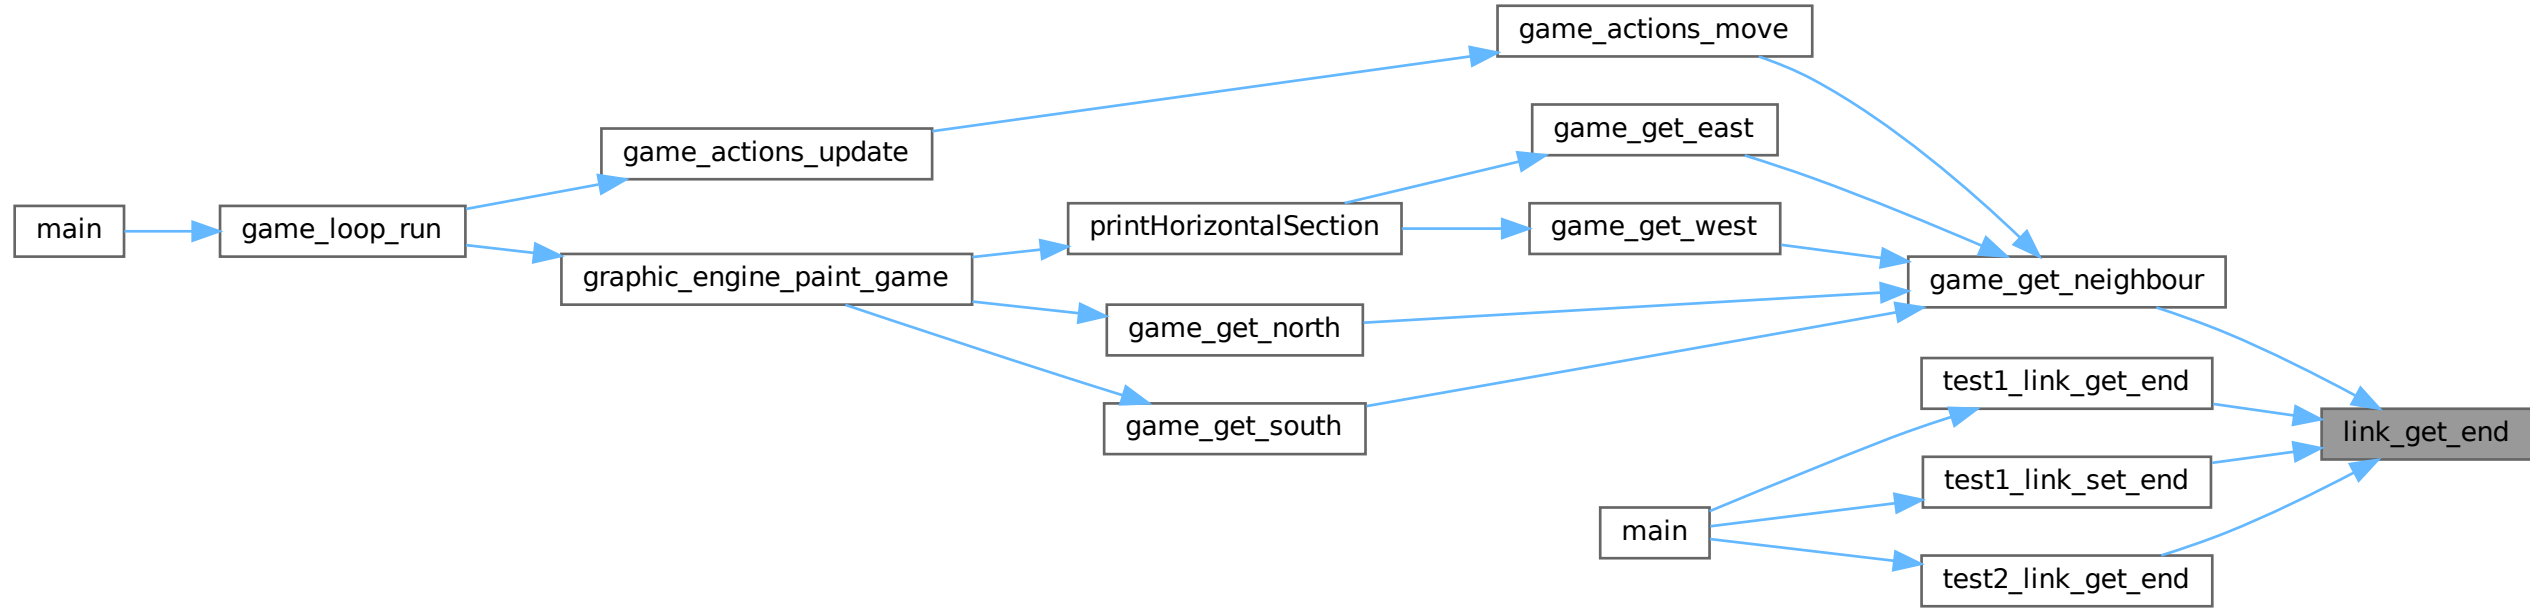 game_actions_move
game_get_east
game_actions_update
main
game_loop_run
printHorizontalSection
game_get_west
graphic_engine_paint_game
game_get_neighbour
game_get_north
test1_link_get_end
game_get_south
link_get_end
test1_link_set_end
main
test2_link_get_end